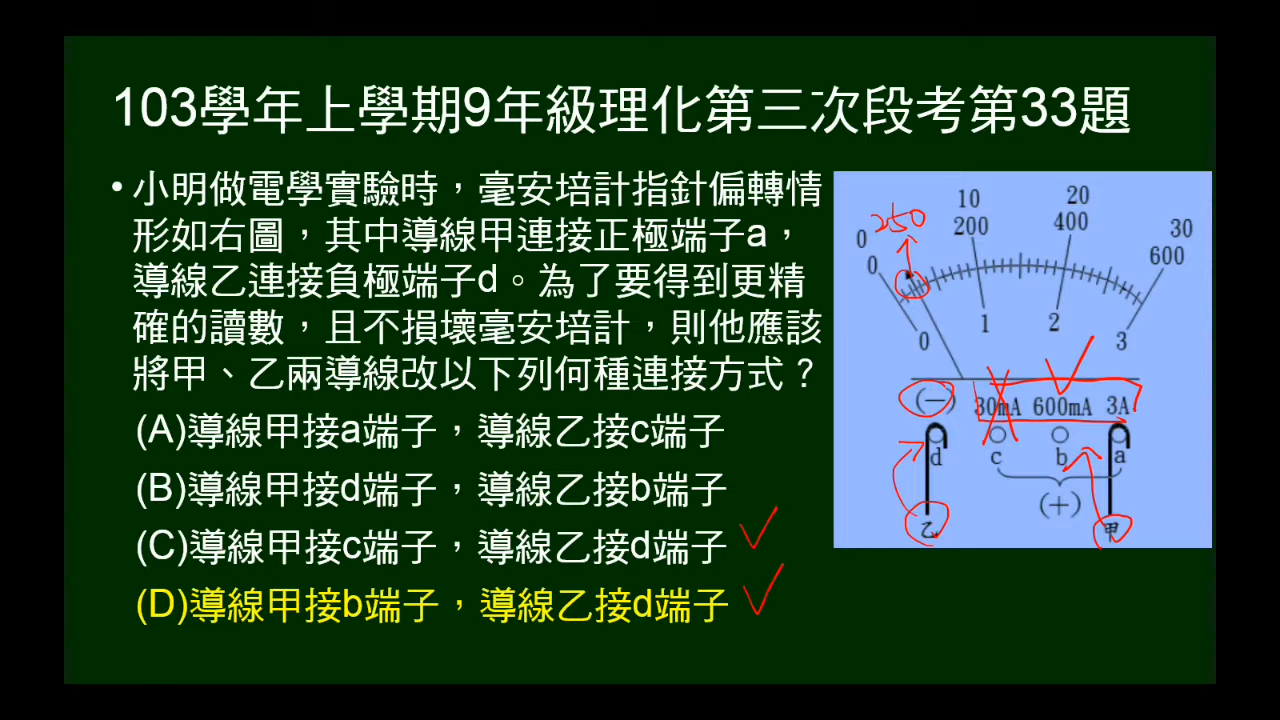 103學年上學期9年級理化第三次段考第33題
• 小明做電學實驗時，毫安培計指針偏轉情
形如右圖，其中導線甲連接正極端子a，
導線乙連接負極端子d。為了要得到更精
確的讀數，且不損壞毫安培計，則他應該
將甲、乙兩導線改以下列何種連接方式？
(A)導線甲接a端子，導線乙接c端子
(B)導線甲接d端子，導線乙接b端子
(C)導線甲接c端子，導線乙接d端子
(D)導線甲接b端子，導線乙接d端子
10 20
0 250 200 400 30
0 600
0 1 2 3
(—) 30mA 600mA 3A
d c b a
(+)
乙 甲